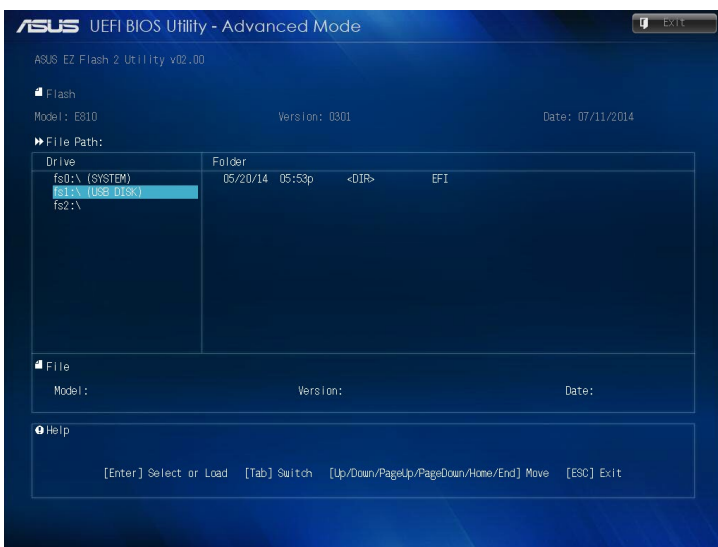 ASUS UEFI BIOS Utility - Advanced Mode
Exit
ASUS EZ Flash 2 Utility v02.00
Flash
Model: E810 Version: 0301 Date: 07/11/2014
File Path:
Drive Folder
fs0:\ (SYSTEM) 05/20/14 05:53p <DIR> EFI
fs1:\ (USB DISK)
fs2:\
File
Model: Version: Date:
Help
[Enter] Select or Load [Tab] Switch [Up/Down/PageUp/PageDown/Home/End] Move [ESC] Exit